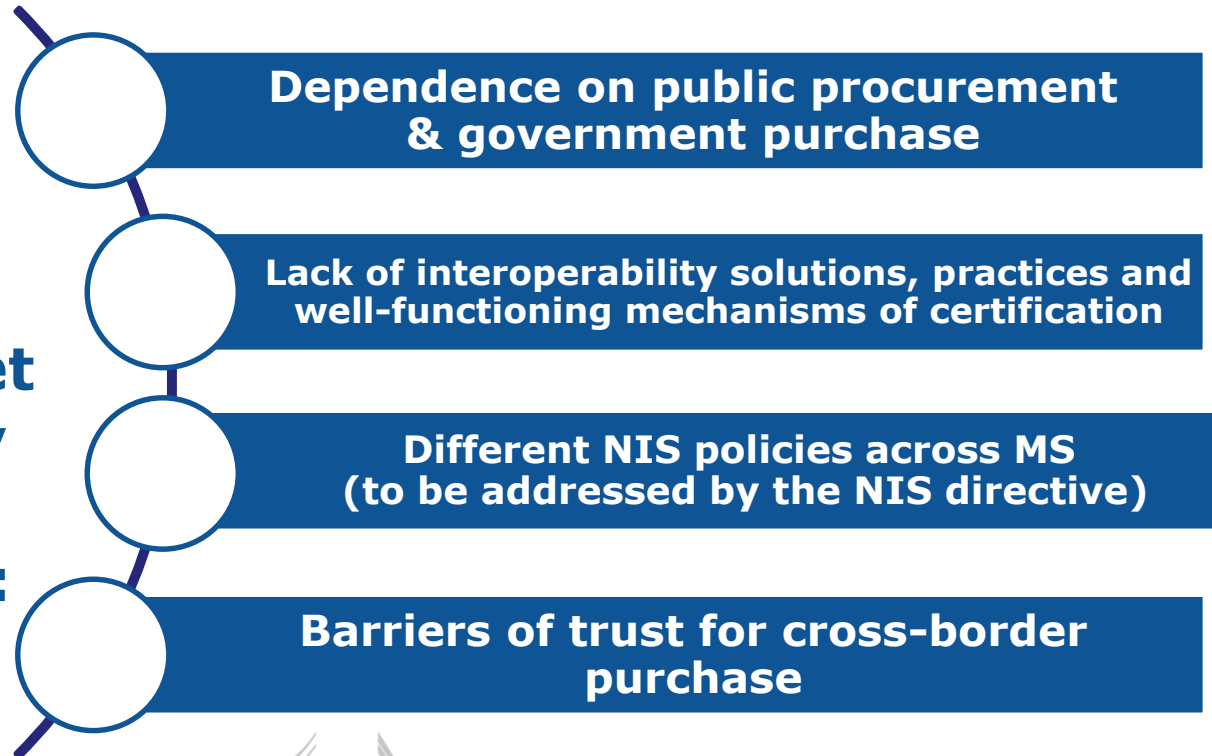 Dependence on public procurement
& government purchase
Lack of interoperability solutions, practices and
well-functioning mechanisms of certification
Different NIS policies across MS
(to be addressed by the NIS directive)
Barriers of trust for cross-border
purchase